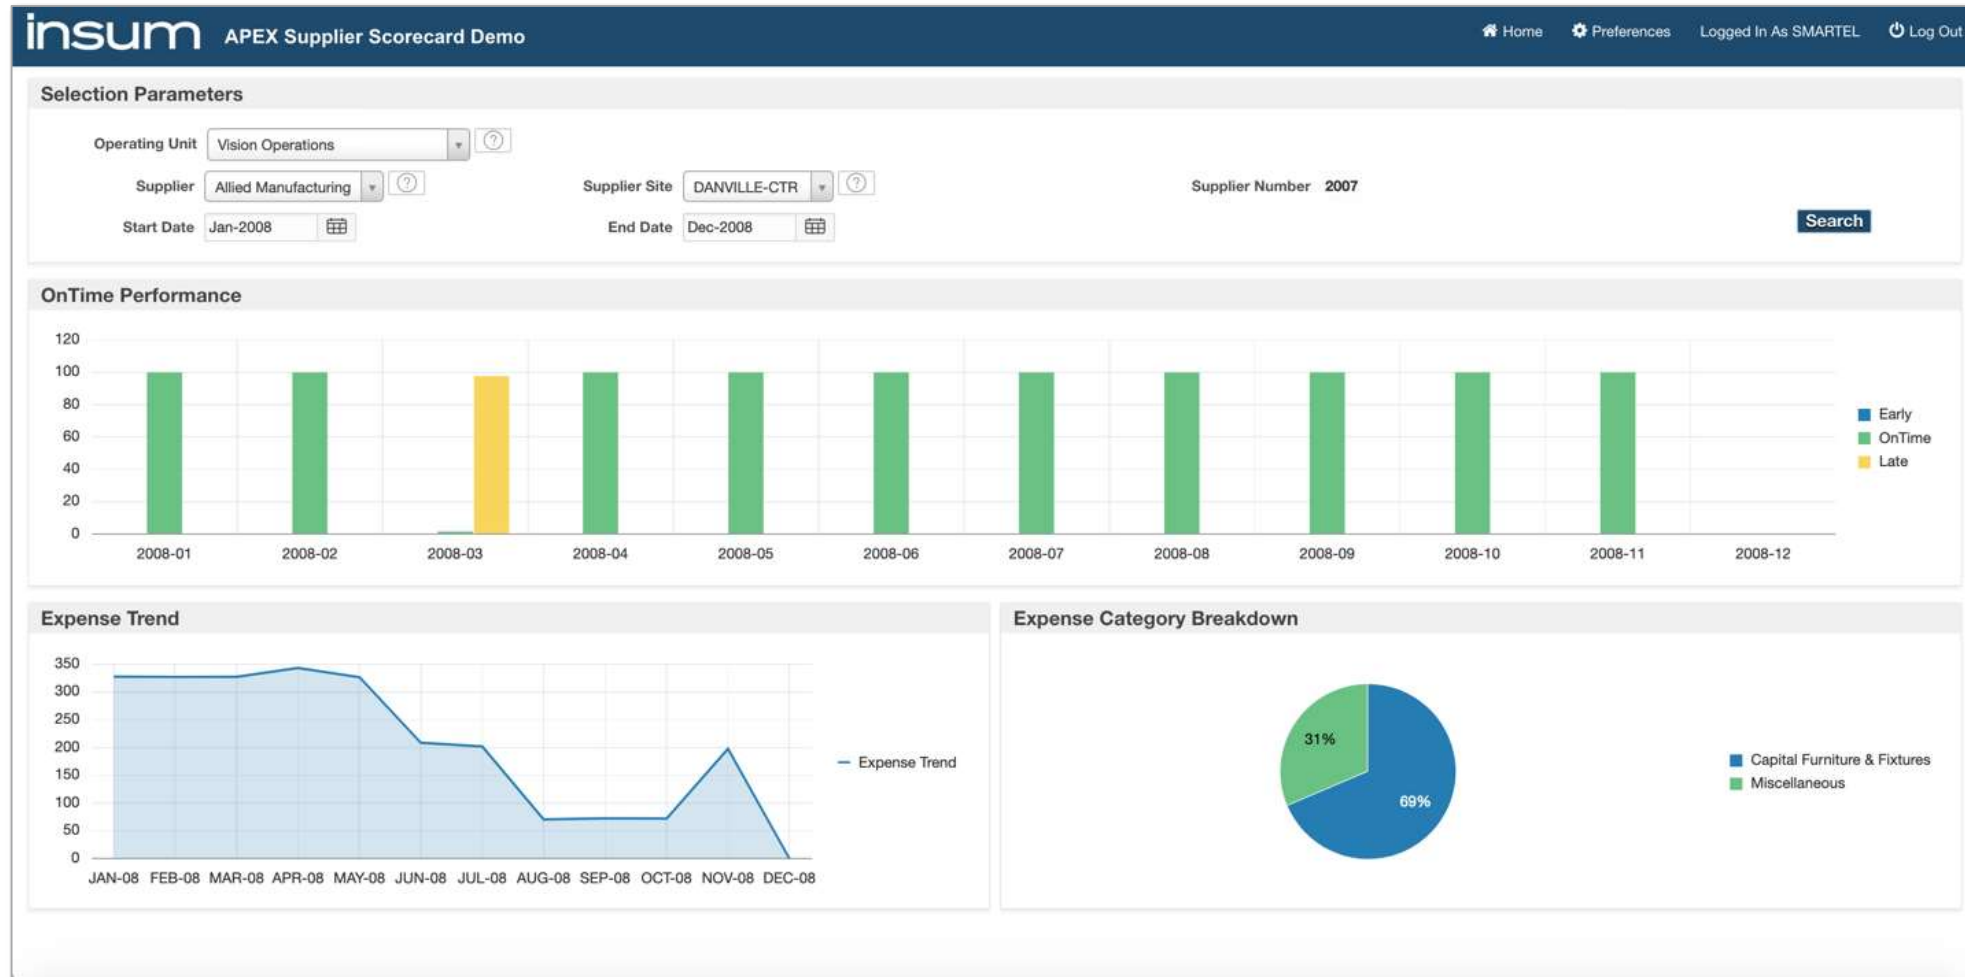 insum APEX Supplier Scorecard Demo Home Preferences Logged In As SMARTEL Log Out
Selection Parameters
Operating Unit Vision Operations ?
Supplier Allied Manufacturing ? Supplier Site DANVILLE-CTR ? Supplier Number 2007
Start Date Jan-2008 End Date Dec-2008
Search
OnTime Performance
120
100
80
60
40
20
0
2008-01 2008-02 2008-03 2008-04 2008-05 2008-06 2008-07 2008-08 2008-09 2008-10 2008-11 2008-12
Early
OnTime
Late
Expense Trend
350
300
250
200
150
100
50
0
JAN-08 FEB-08 MAR-08 APR-08 MAY-08 JUN-08 JUL-08 AUG-08 SEP-08 OCT-08 NOV-08 DEC-08
Expense Trend
Expense Category Breakdown
31%
69%
Capital Furniture & Fixtures
Miscellaneous